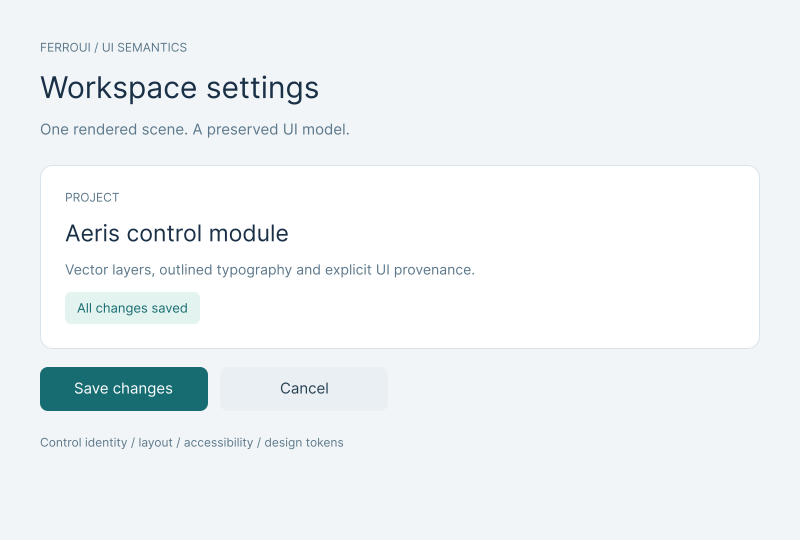 FERROUI / UI SEMANTICS
Workspace settings
One rendered scene. A preserved UI model.
PROJECT
Aeris control module
Vector layers, outlined typography and explicit UI provenance.
All changes saved
Save changes
Cancel
Control identity / layout / accessibility / design tokens